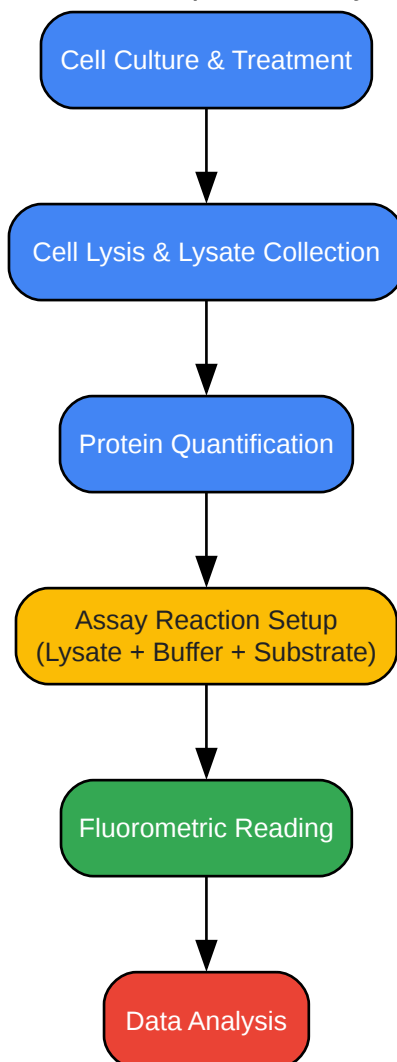 Cell Culture & Treatment
Cell Lysis & Lysate Collection
Protein Quantification
Assay Reaction Setup
(Lysate + Buffer + Substrate)
Fluorometric Reading
Data Analysis